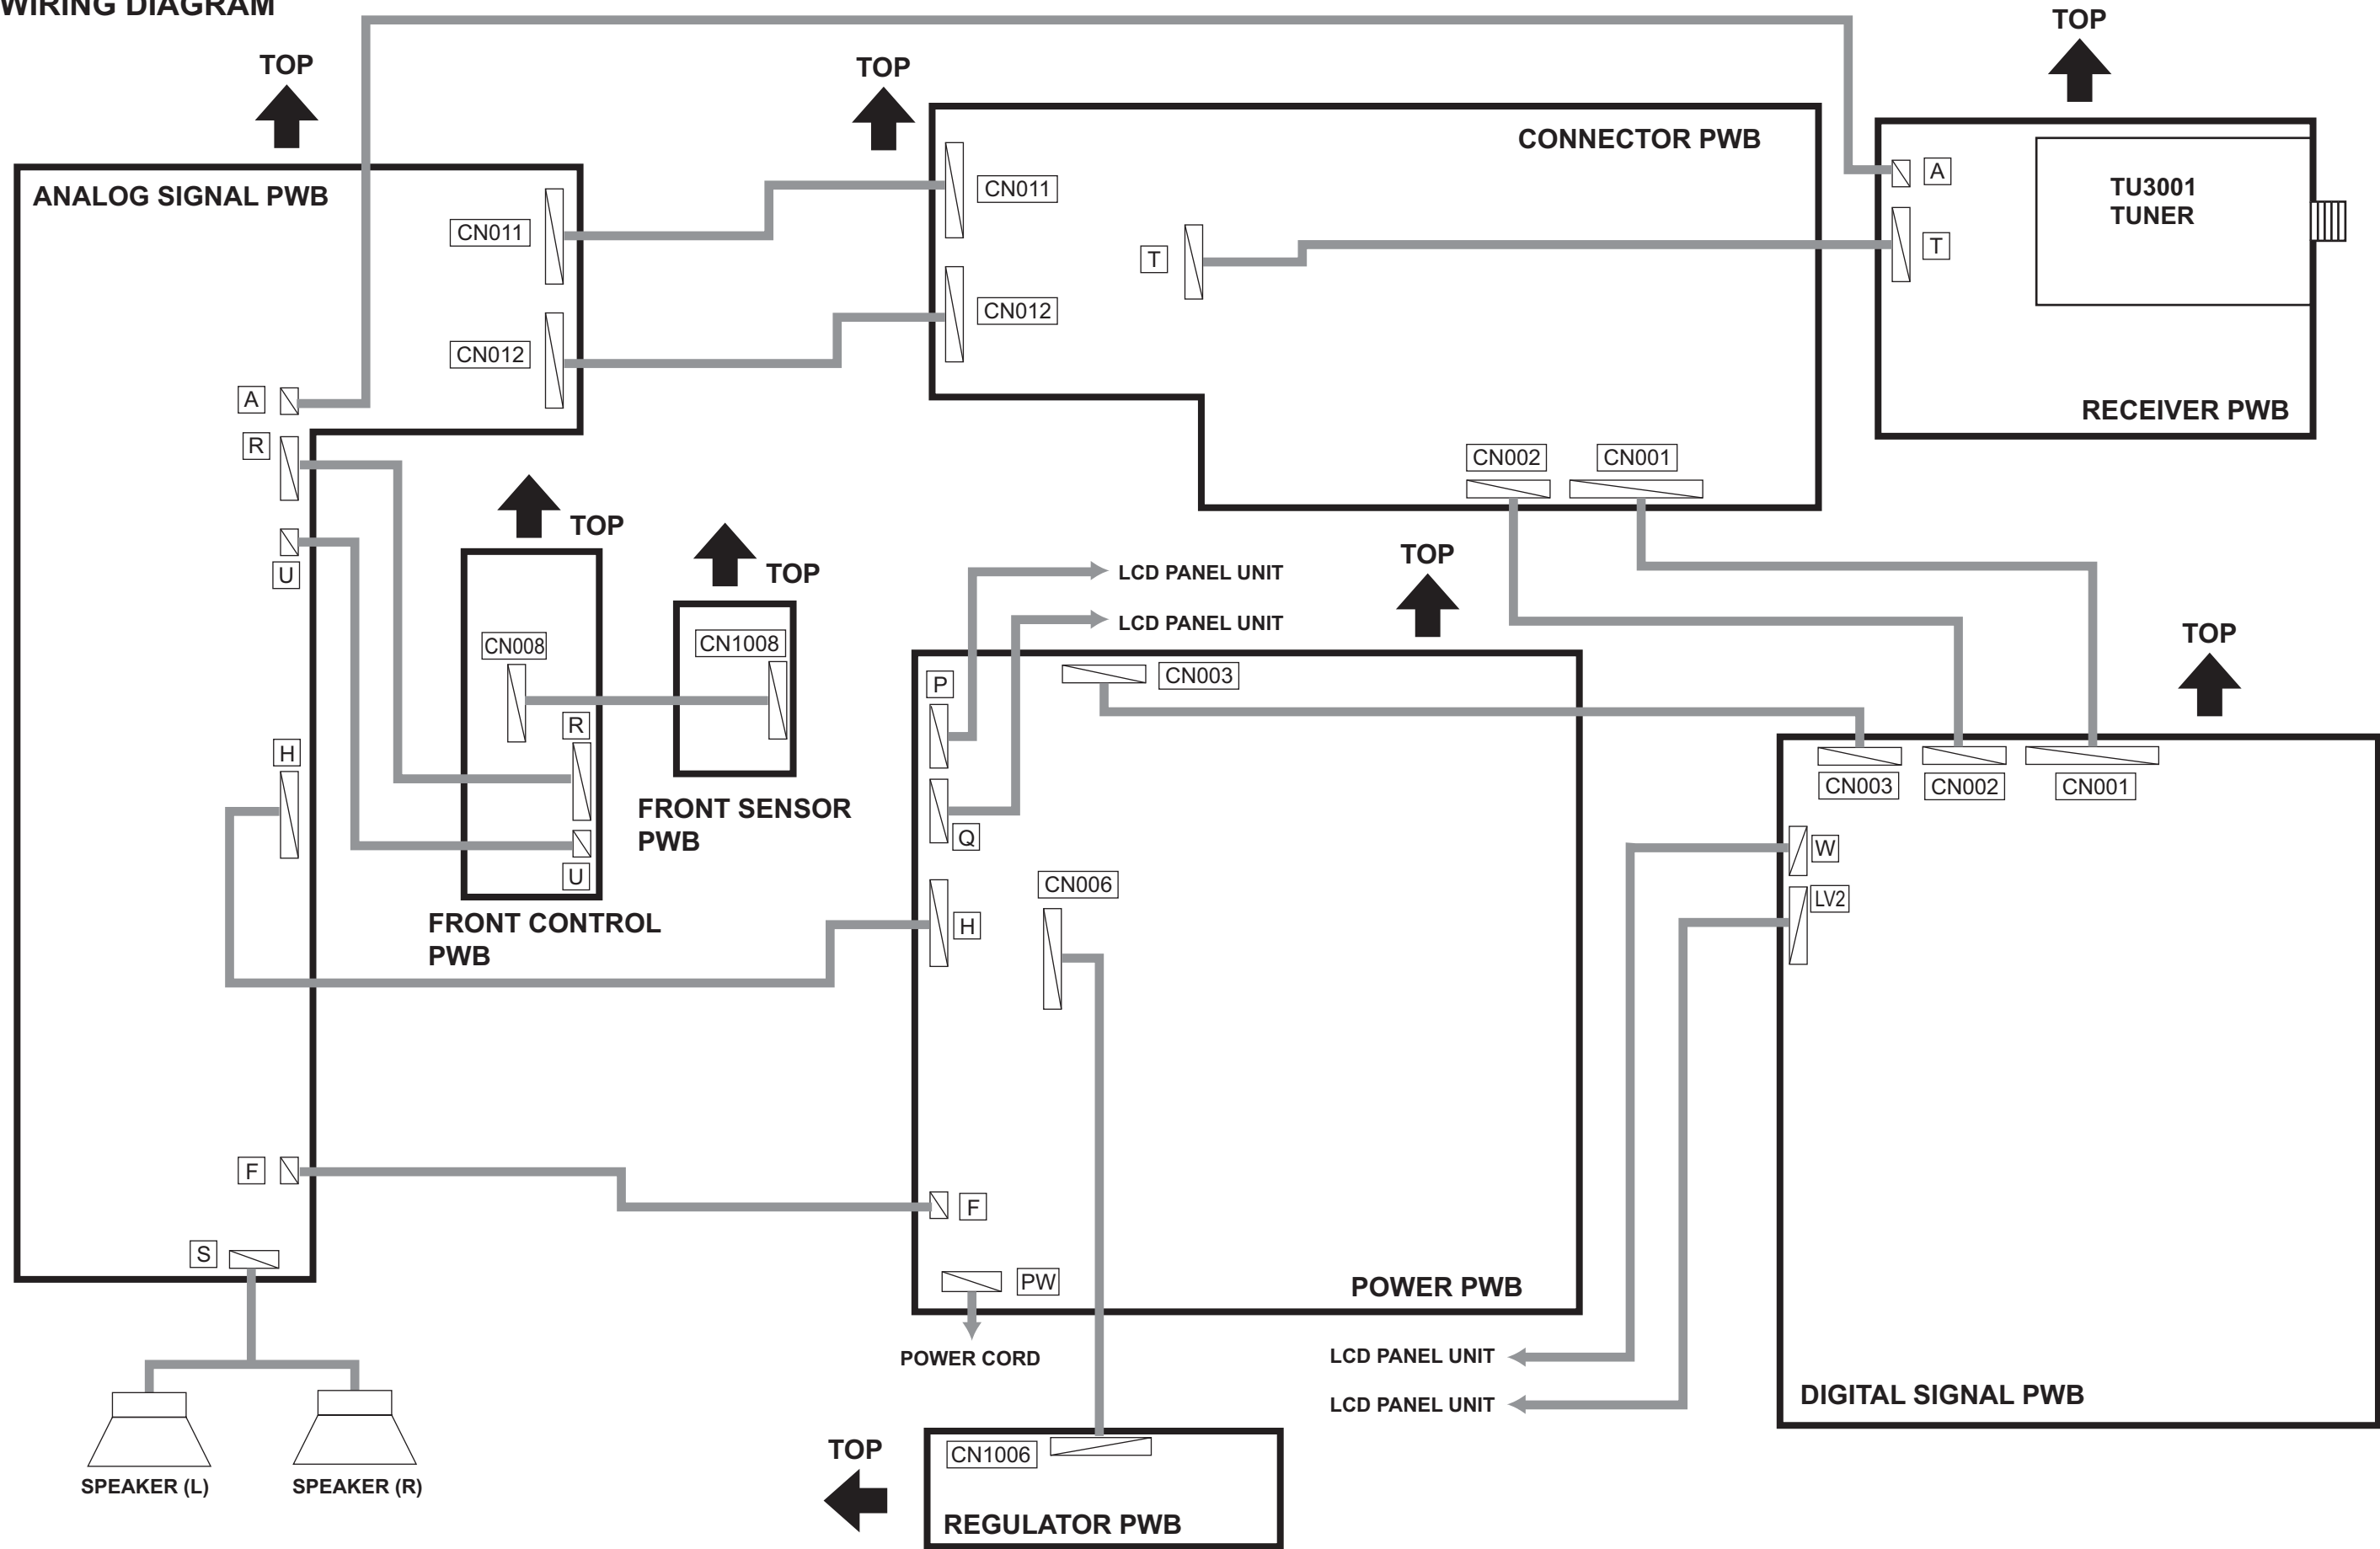 WIRING DIAGRAM
TOP
TOP
TOP
ANALOG SIGNAL PWB
CN011
CN012
A
R
U
H
F
S
SPEAKER (L)
SPEAKER (R)
CONNECTOR PWB
CN011
CN012
T
CN002
CN001
A
T
TU3001
TUNER
RECEIVER PWB
TOP
CN008
R
U
FRONT CONTROL
PWB
TOP
CN1008
FRONT SENSOR
PWB
LCD PANEL UNIT
LCD PANEL UNIT
TOP
P
CN003
Q
CN006
H
F
PW
POWER PWB
POWER CORD
TOP
CN1006
REGULATOR PWB
TOP
CN003
CN002
CN001
W
LV2
LCD PANEL UNIT
LCD PANEL UNIT
DIGITAL SIGNAL PWB